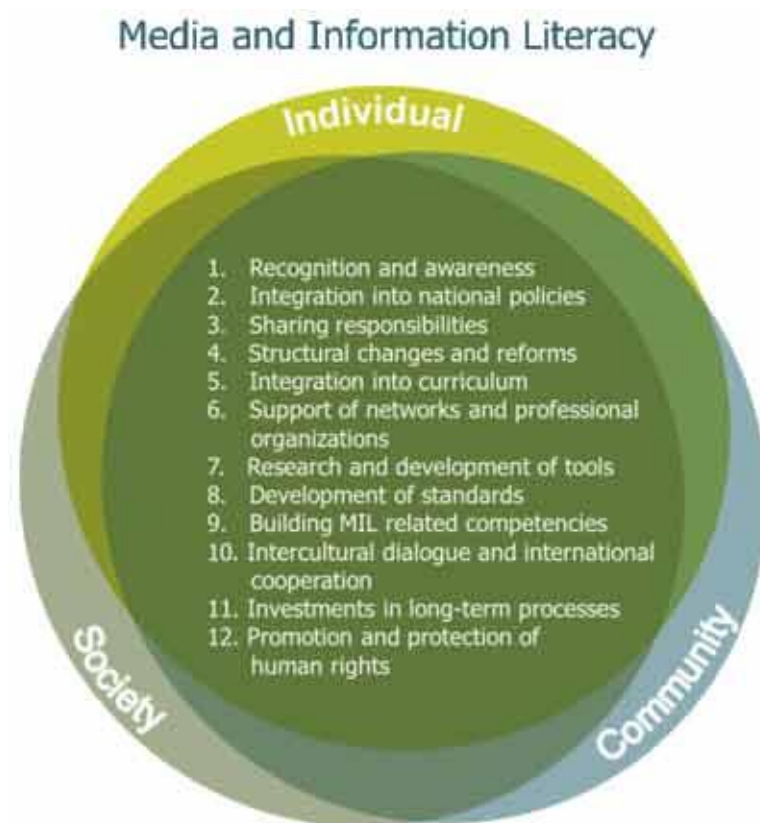 Media and Information Literacy
Individual
1. Recognition and awareness
2. Integration into national policies
3. Sharing responsibilities
4. Structural changes and reforms
5. Integration into curriculum
6. Support of networks and professional
organizations
7. Research and development of tools
8. Development of standards
9. Building MIL related competencies
10. Intercultural dialogue and international
cooperation
11. Investments in long-term processes
12. Promotion and protection of
human rights
Society
Community